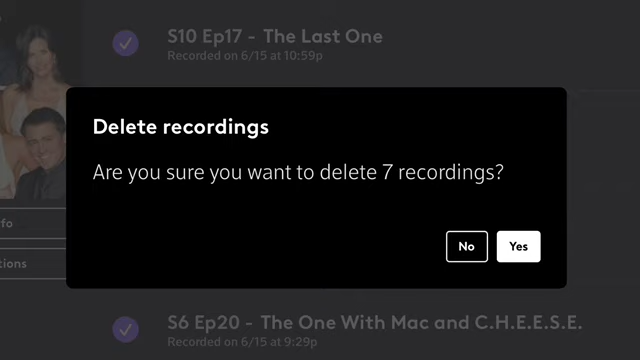 S10 Ep17 - The Last One
Recorded on 6/15 at 10:59p
Delete recordings
Are you sure you want to delete 7 recordings?
No Yes
S6 Ep20 - The One With Mac and C.H.E.E.S.E.
Recorded on 6/15 at 9:29p